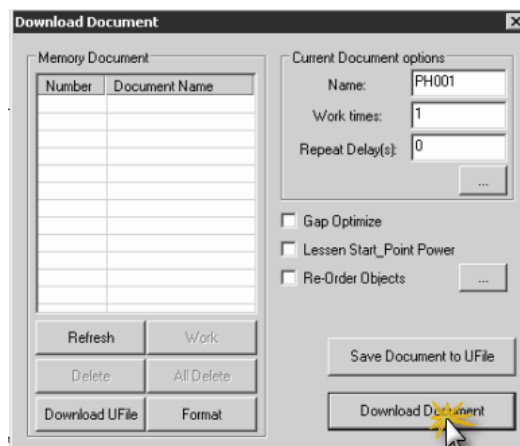 Download Document
Memory Document
Number Document Name
Refresh Work
Delete All Delete
Download UFile Format
Current Document options
Name: PH001
Work times: 1
Repeat Delay(s): 0
...
Gap Optimize
Lessen Start_Point Power
Re-Order Objects ...
Save Document to UFile
Download Document